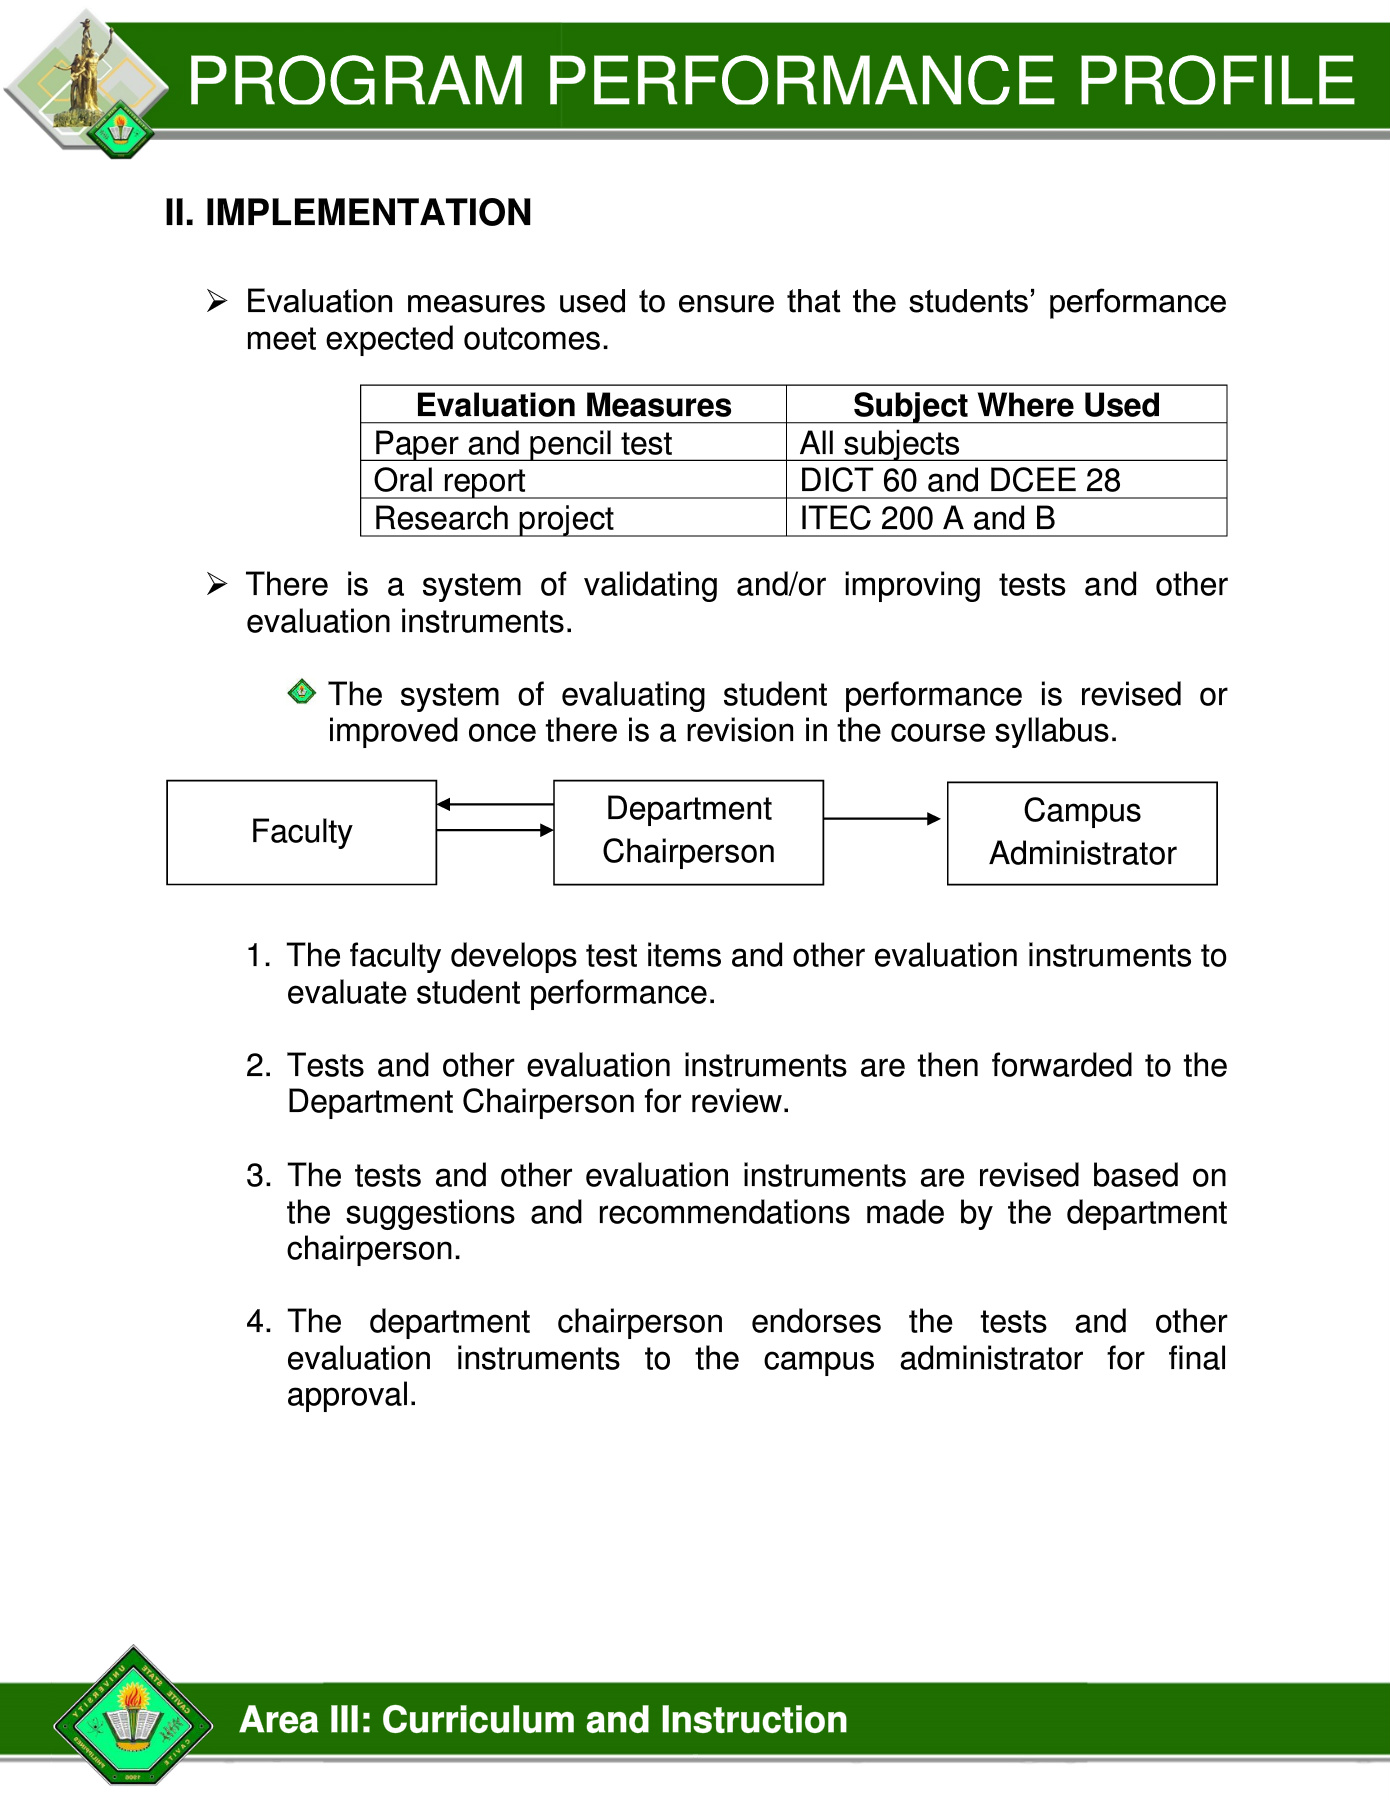 PROGRAM PERFORMANCE PROFILE
II. IMPLEMENTATION
➢ Evaluation measures used to ensure that the students’ performance
meet expected outcomes.
Evaluation Measures Subject Where Used
Paper and pencil test All subjects
Oral report DICT 60 and DCEE 28
Research project ITEC 200 A and B
➢ There is a system of validating and/or improving tests and other
evaluation instruments.
The system of evaluating student performance is revised or
improved once there is a revision in the course syllabus.
Faculty
Department
Chairperson
Campus
Administrator
1. The faculty develops test items and other evaluation instruments to
evaluate student performance.
2. Tests and other evaluation instruments are then forwarded to the
Department Chairperson for review.
3. The tests and other evaluation instruments are revised based on
the suggestions and recommendations made by the department
chairperson.
4. The department chairperson endorses the tests and other
evaluation instruments to the campus administrator for final
approval.
CAVITE STATE UNIVERSITY
CAVITE
PHILIPPINES
Area III: Curriculum and Instruction